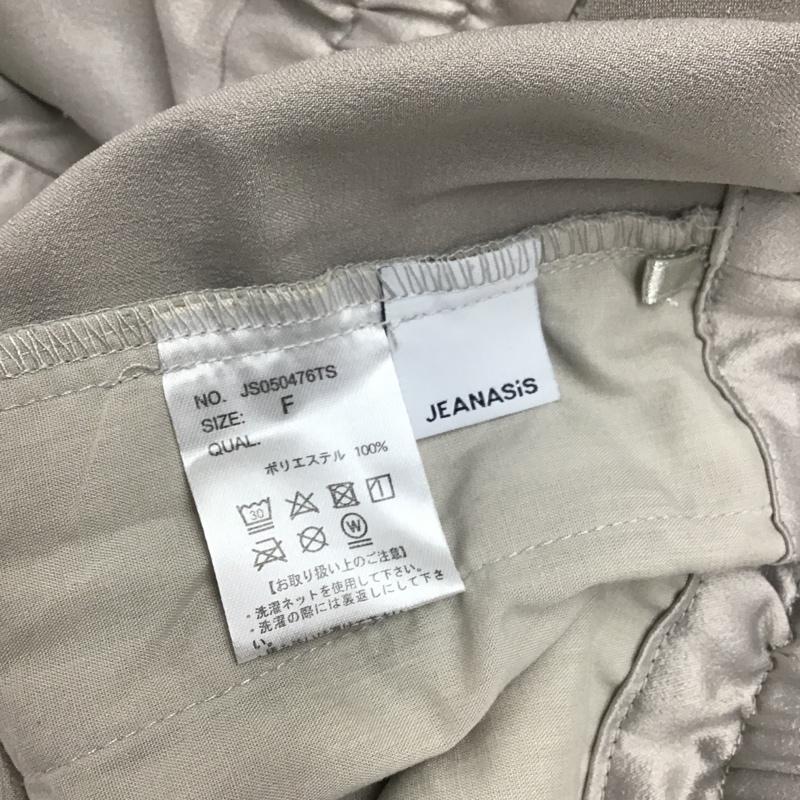 NO. JS050476TS
SIZE: F
QUAL.
ポリエステル 100%
30
W
【お取り扱い上のご注意】
・洗濯ネットを使用して下さい。
・洗濯の際には裏返しにして下さ
い。
JEANASiS